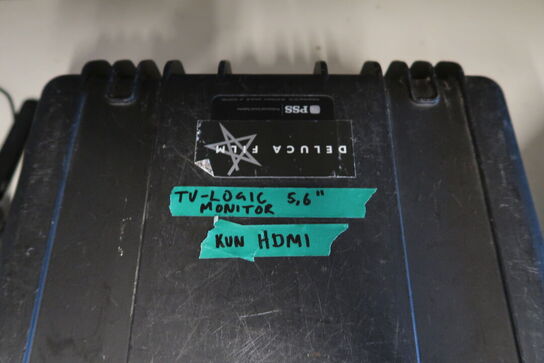 PSS
DELUCA FILM
TV-LOGIC 5,6"
MONITOR
KUN HDMI